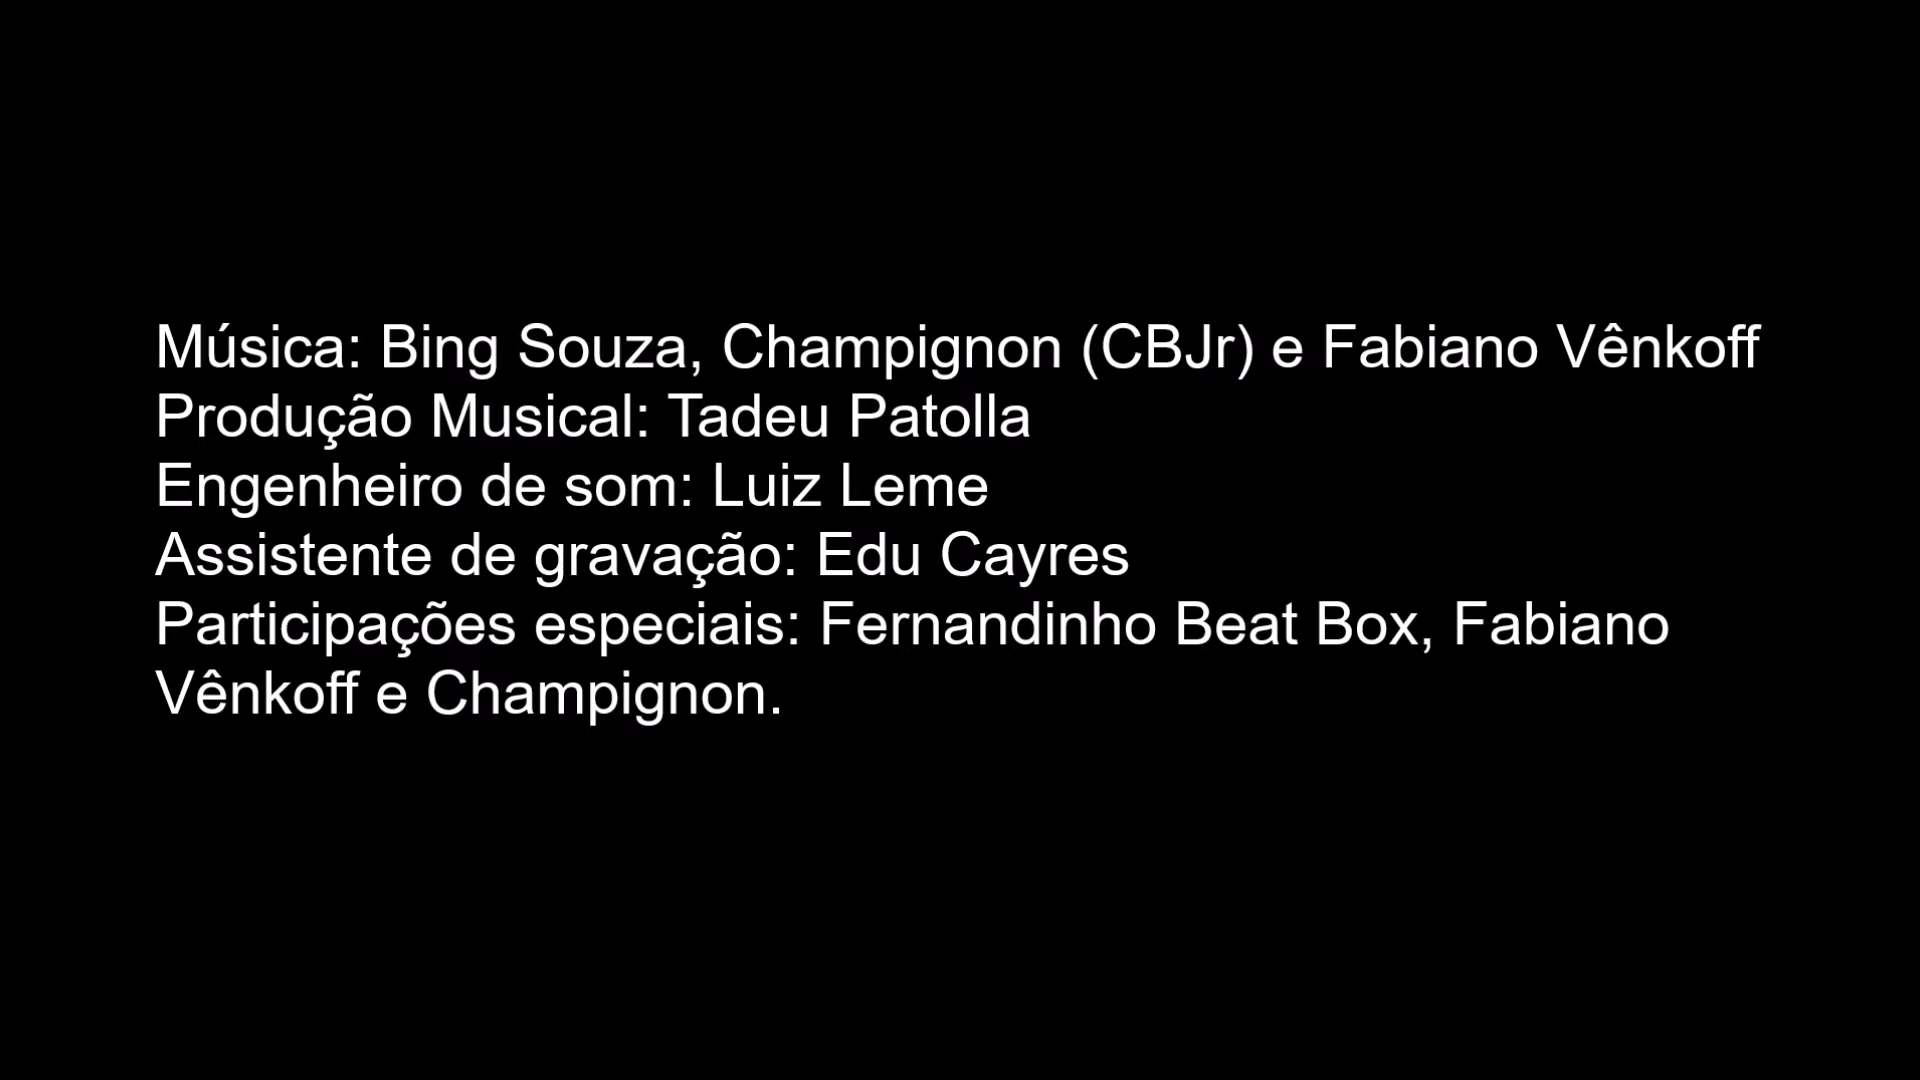 Música: Bing Souza, Champignon (CBJr) e Fabiano Vênkoff
Produção Musical: Tadeu Patolla
Engenheiro de som: Luiz Leme
Assistente de gravação: Edu Cayres
Participações especiais: Fernandinho Beat Box, Fabiano
Vênkoff e Champignon.